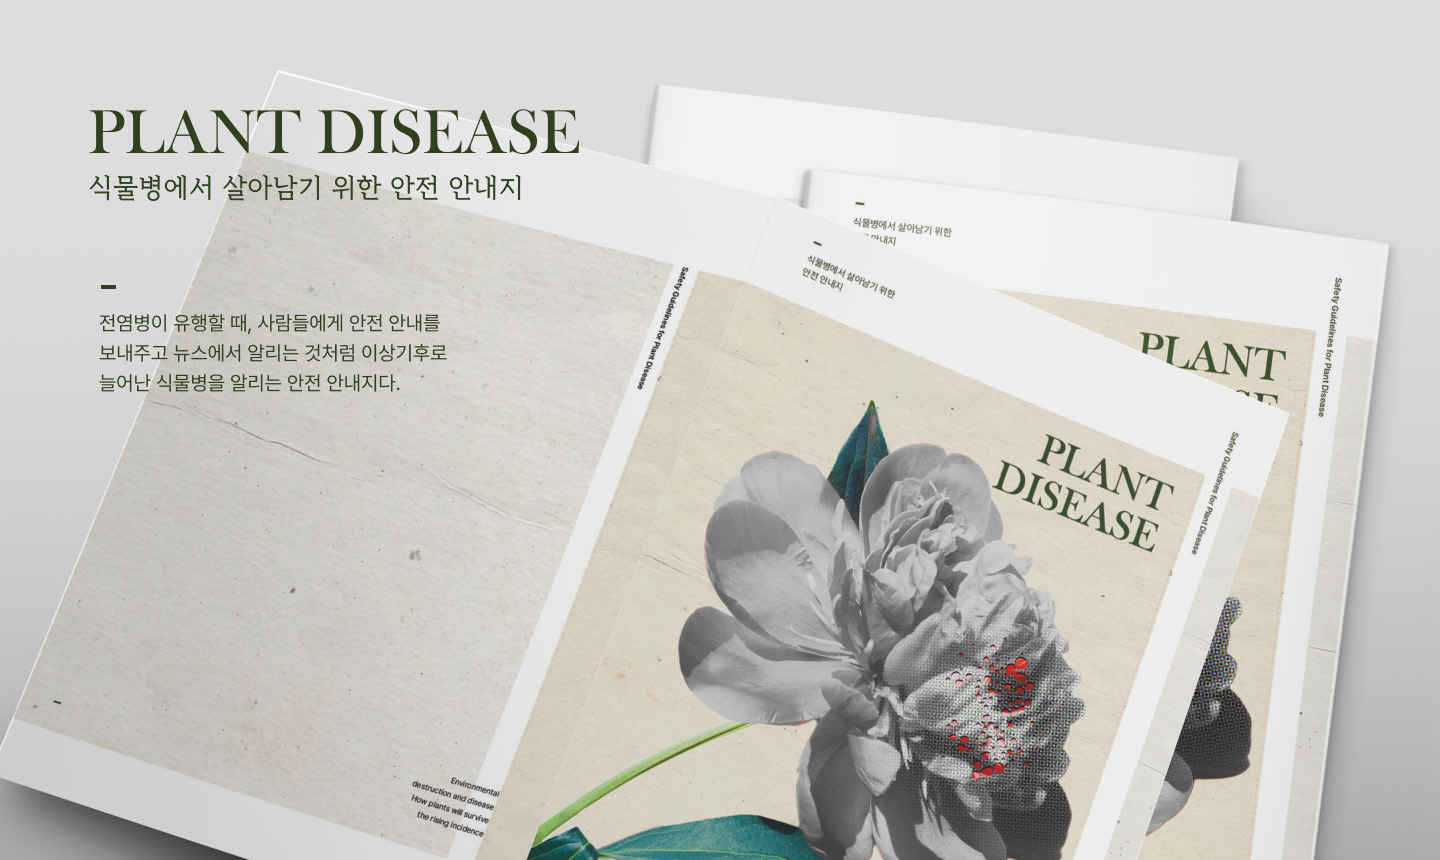 PLANT DISEASE
식물병에서 살아남기 위한 안전 안내지
전염병이 유행할 때, 사람들에게 안전 안내를
보내주고 뉴스에서 알리는 것처럼 이상기후로
늘어난 식물병을 알리는 안전 안내지다.
Safety Guidelines for Plant Disease
식물병에서 살아남기 위한
안전 안내지
PLANT
DISEASE
Safety Guidelines for Plant Disease
Environmental
destruction and disease
How plants will survive
the rising incidence
식물병에서 살아남기 위한
안내지
PLANT
Safety Guidelines for Plant Disease